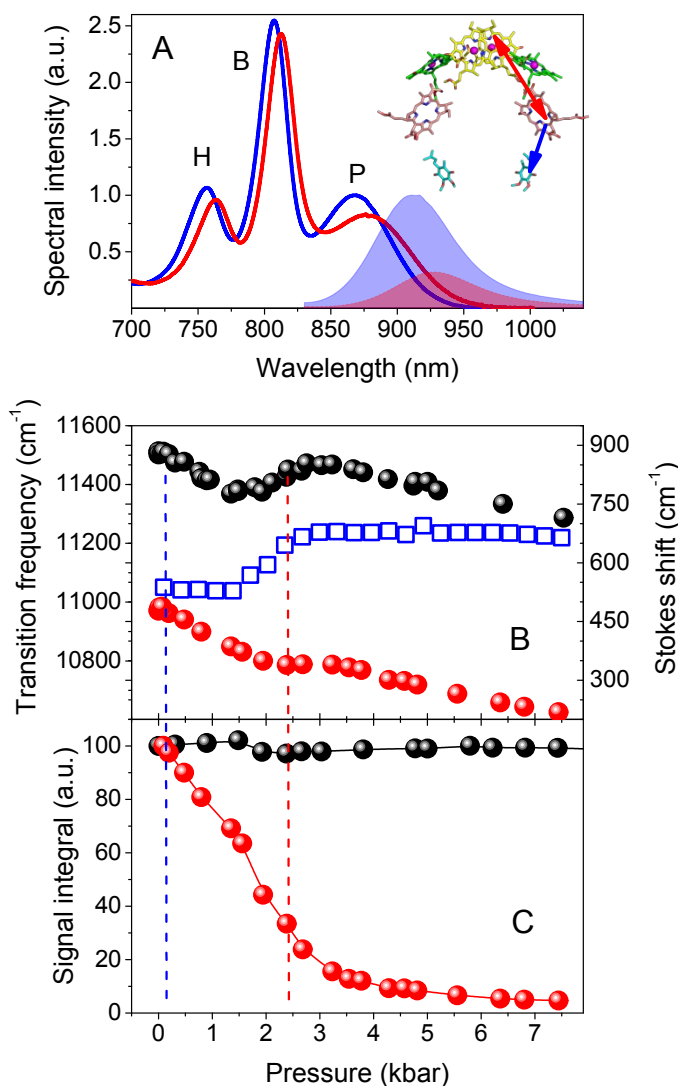 A
B
H
P
2.5
2.0
1.5
1.0
0.5
Spectral intensity (a.u.)
700 750 800 850 900 950 1000
Wavelength (nm)
11600
11400
11200
11000
10800
Transition frequency (cm⁻¹)
900
750
600
450
300
Stokes shift (cm⁻¹)
B
100
80
60
40
20
0
Signal integral (a.u.)
C
0 1 2 3 4 5 6 7
Pressure (kbar)